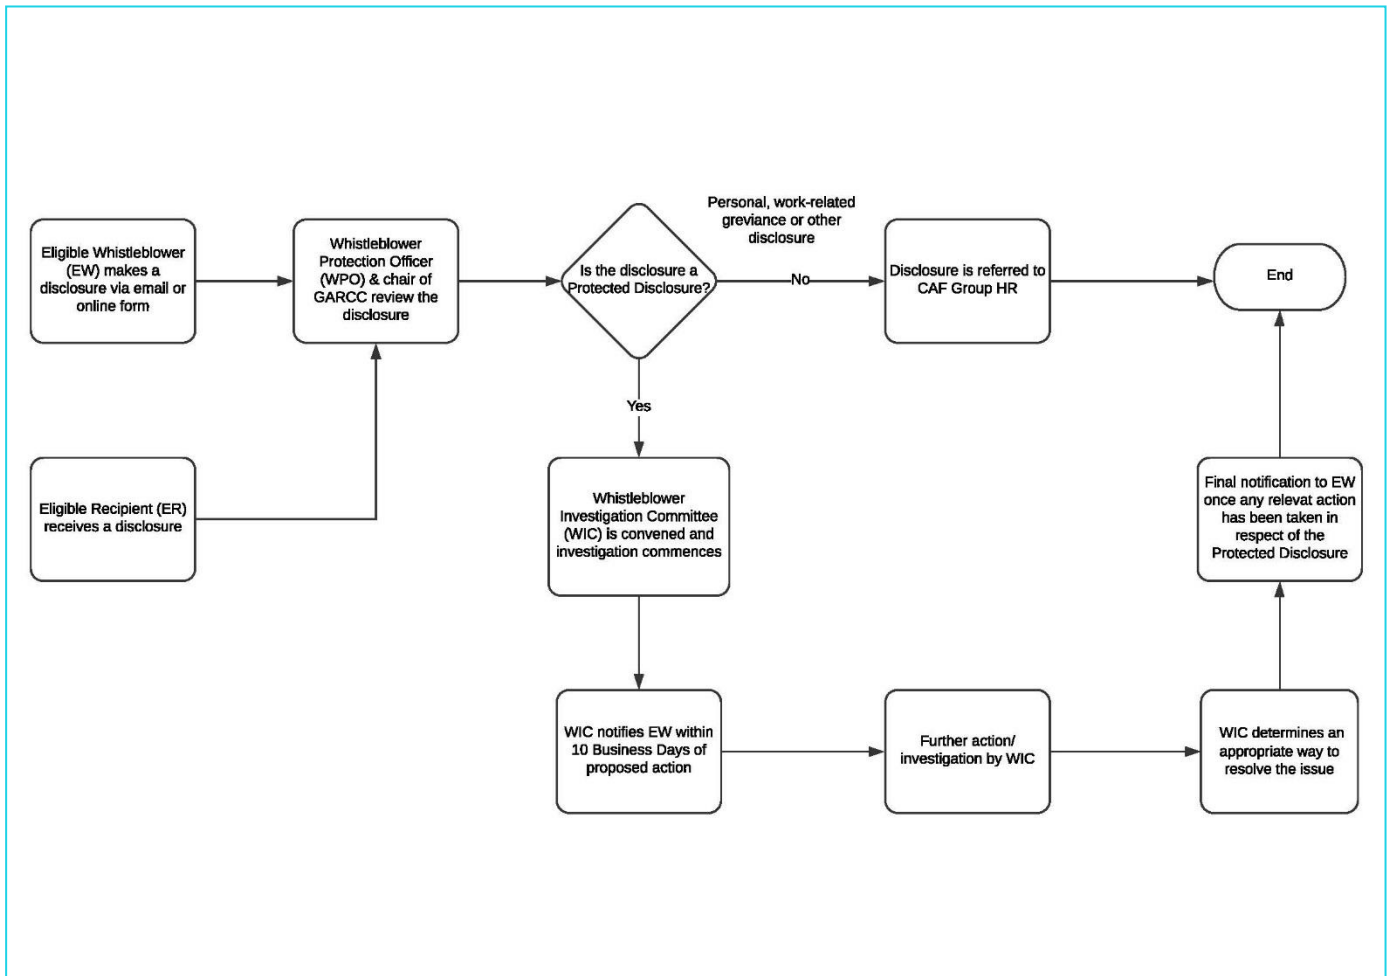 Eligible Whistleblower
(EW) makes a
disclosure via email or
online form
Whistleblower
Protection Officer
(WPO) & chair of
GARCC review the
disclosure
Is the disclosure a
Protected Disclosure?
Personal, work-related
greviance or other
disclosure
No
Disclosure is referred to
CAF Group HR
End
Yes
Eligible Recipient (ER)
receives a disclosure
Whistleblower
Investigation Committee
(WIC) is convened and
investigation commences
Final notification to EW
once any relevat action
has been taken in
respect of the
Protected Disclosure
WIC notifies EW within
10 Business Days of
proposed action
Further action/
investigation by WIC
WIC determines an
appropriate way to
resolve the issue